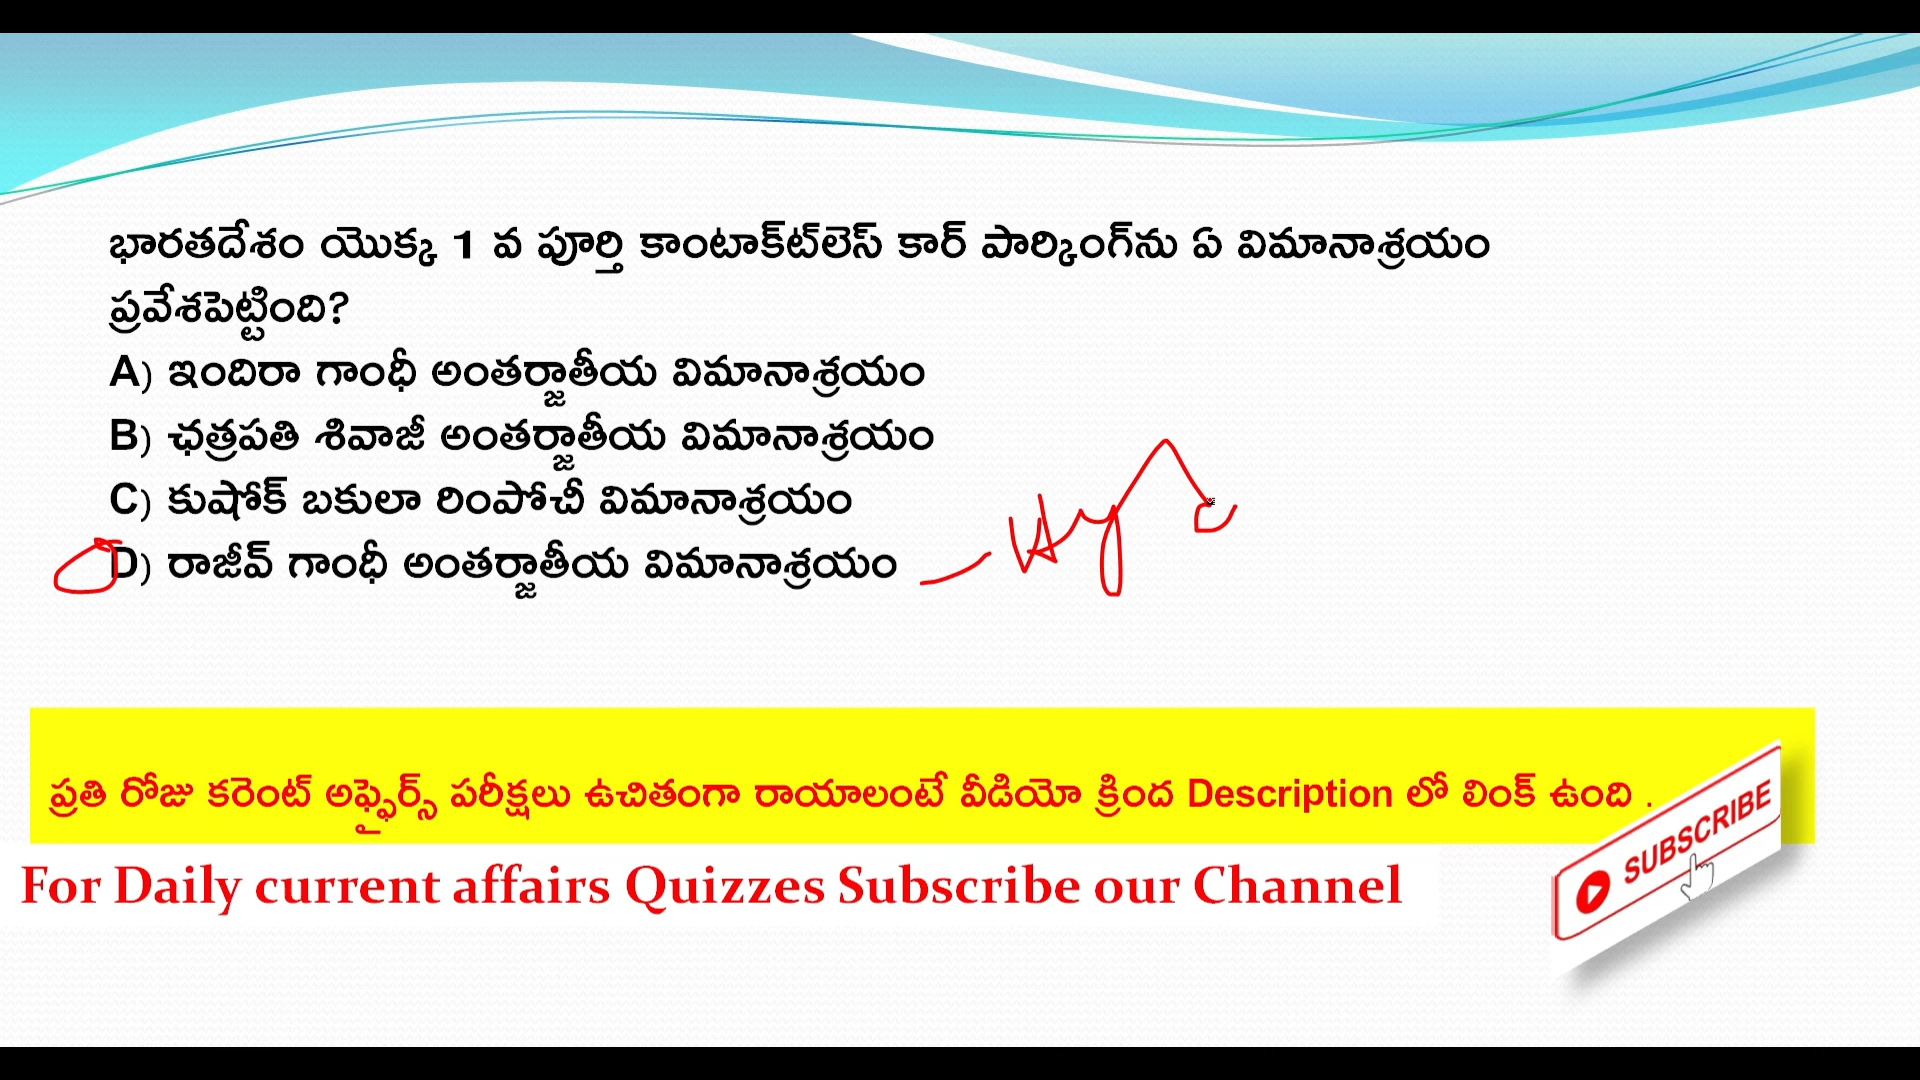 భారతదేశం యొక్క 1 వ పూర్తి కాంటాక్ట్‌లెస్ కార్ పార్కింగ్‌ను ఏ విమానాశ్రయం
ప్రవేశపెట్టింది?
A) ఇందిరా గాంధీ అంతర్జాతీయ విమానాశ్రయం
B) ఛత్రపతి శివాజీ అంతర్జాతీయ విమానాశ్రయం
C) కుషోక్ బకులా రింపోచీ విమానాశ్రయం
D) రాజీవ్ గాంధీ అంతర్జాతీయ విమానాశ్రయం
ప్రతి రోజు కరెంట్ అఫ్ఫైర్స్ పరీక్షలు ఉచితంగా రాయాలంటే వీడియో క్రింద Description లో లింక్ ఉంది .
SUBSCRIBE
For Daily current affairs Quizzes Subscribe our Channel